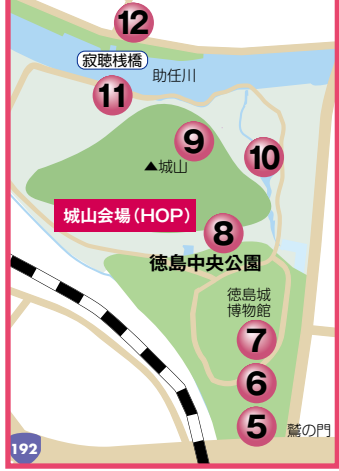 12
寂聴桟橋
助任川
11
9
10
▲城山
城山会場(HOP)
8
徳島中央公園
徳島城
博物館
7
6
5
鷲の門
192